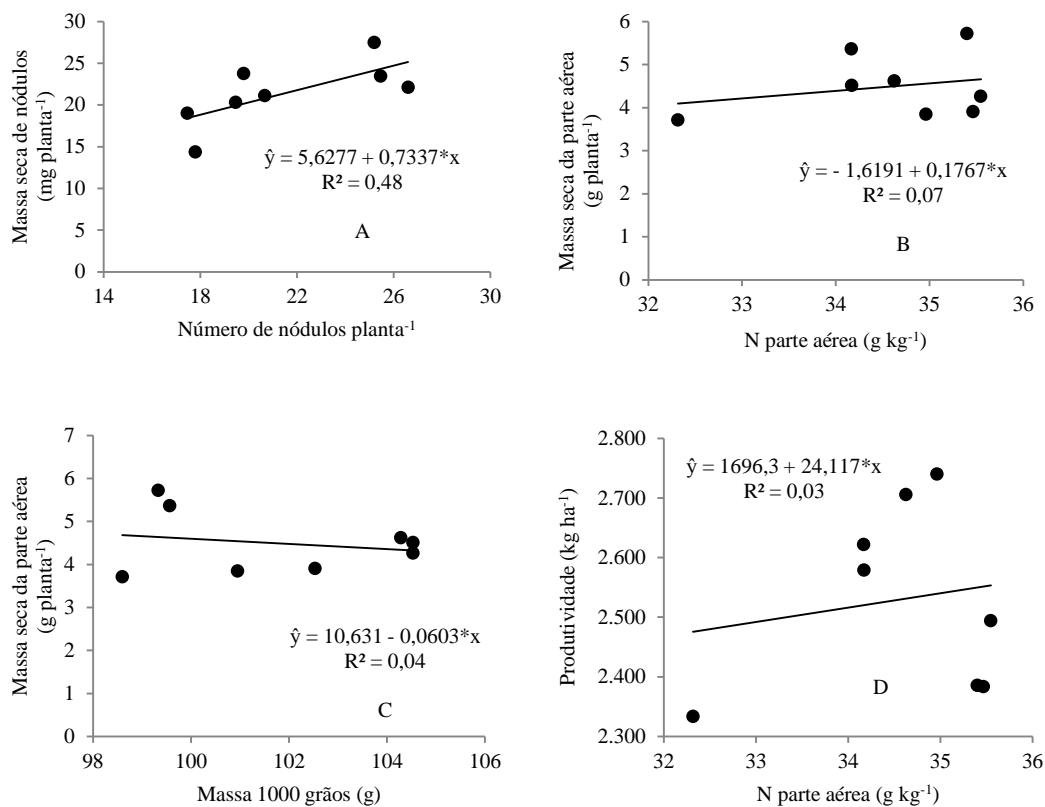 Massa seca de nódulos
(mg planta⁻¹)
30
25
20
15
10
5
0
ŷ = 5,6277 + 0,7337*x
R² = 0,48
A
14 18 22 26 30
Número de nódulos planta⁻¹
Massa seca da parte aérea
(g planta⁻¹)
6
5
4
3
2
1
0
ŷ = - 1,6191 + 0,1767*x
R² = 0,07
B
32 33 34 35 36
N parte aérea (g kg⁻¹)
Massa seca da parte aérea
(g planta⁻¹)
7
6
5
4
3
2
1
0
ŷ = 10,631 - 0,0603*x
R² = 0,04
C
98 100 102 104 106
Massa 1000 grãos (g)
Produtividade (kg ha⁻¹)
2.800
2.700
2.600
2.500
2.400
2.300
ŷ = 1696,3 + 24,117*x
R² = 0,03
D
32 33 34 35 36
N parte aérea (g kg⁻¹)